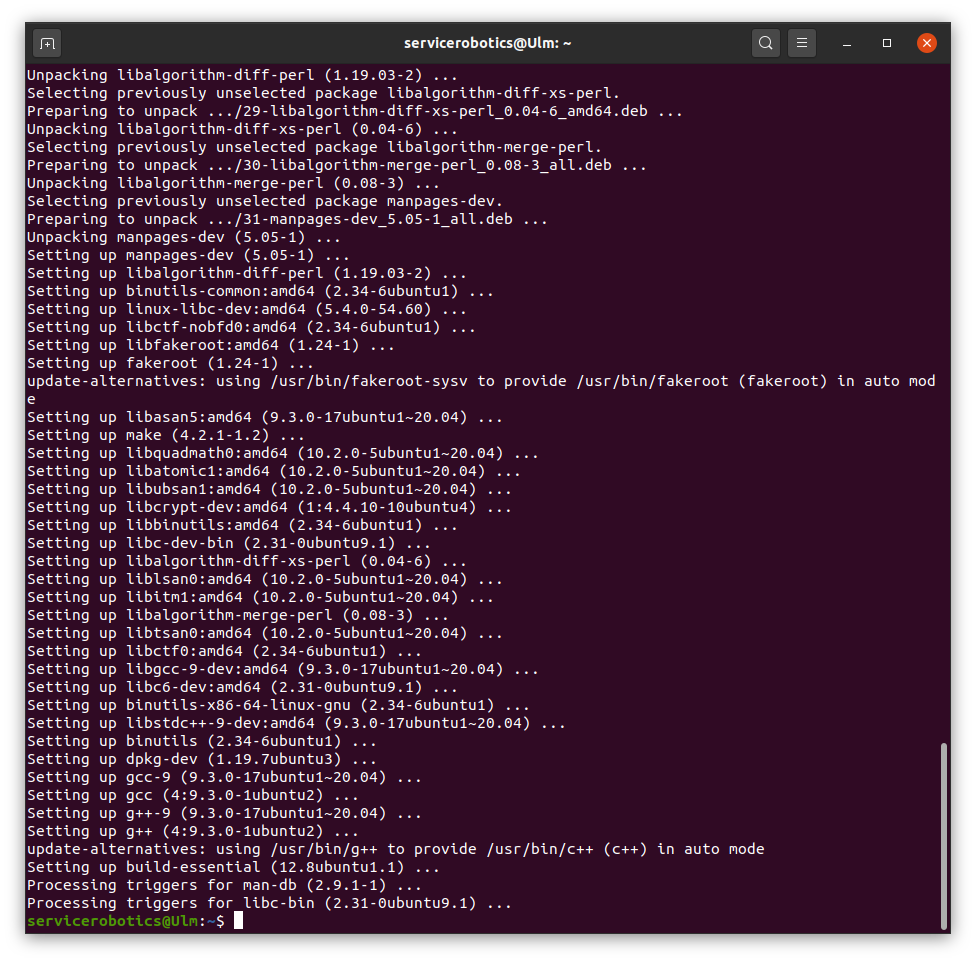 servicerobotics@Ulm: ~
Unpacking libalgorithm-diff-perl (1.19.03-2) ...
Selecting previously unselected package libalgorithm-diff-xs-perl.
Preparing to unpack .../29-libalgorithm-diff-xs-perl_0.04-6_amd64.deb ...
Unpacking libalgorithm-diff-xs-perl (0.04-6) ...
Selecting previously unselected package libalgorithm-merge-perl.
Preparing to unpack .../30-libalgorithm-merge-perl_0.08-3_all.deb ...
Unpacking libalgorithm-merge-perl (0.08-3) ...
Selecting previously unselected package manpages-dev.
Preparing to unpack .../31-manpages-dev_5.05-1_all.deb ...
Unpacking manpages-dev (5.05-1) ...
Setting up manpages-dev (5.05-1) ...
Setting up libalgorithm-diff-perl (1.19.03-2) ...
Setting up binutils-common:amd64 (2.34-6ubuntu1) ...
Setting up linux-libc-dev:amd64 (5.4.0-54.60) ...
Setting up libctf-nobfd0:amd64 (2.34-6ubuntu1) ...
Setting up libfakeroot:amd64 (1.24-1) ...
Setting up fakeroot (1.24-1) ...
update-alternatives: using /usr/bin/fakeroot-sysv to provide /usr/bin/fakeroot (fakeroot) in auto mod
e
Setting up libasan5:amd64 (9.3.0-17ubuntu1~20.04) ...
Setting up make (4.2.1-1.2) ...
Setting up libquadmath0:amd64 (10.2.0-5ubuntu1~20.04) ...
Setting up libatomic1:amd64 (10.2.0-5ubuntu1~20.04) ...
Setting up libubsan1:amd64 (10.2.0-5ubuntu1~20.04) ...
Setting up libcrypt-dev:amd64 (1:4.4.10-10ubuntu4) ...
Setting up libbinutils:amd64 (2.34-6ubuntu1) ...
Setting up libc-dev-bin (2.31-0ubuntu9.1) ...
Setting up libalgorithm-diff-xs-perl (0.04-6) ...
Setting up liblsan0:amd64 (10.2.0-5ubuntu1~20.04) ...
Setting up libitm1:amd64 (10.2.0-5ubuntu1~20.04) ...
Setting up libalgorithm-merge-perl (0.08-3) ...
Setting up libtsan0:amd64 (10.2.0-5ubuntu1~20.04) ...
Setting up libctf0:amd64 (2.34-6ubuntu1) ...
Setting up libgcc-9-dev:amd64 (9.3.0-17ubuntu1~20.04) ...
Setting up libc6-dev:amd64 (2.31-0ubuntu9.1) ...
Setting up binutils-x86-64-linux-gnu (2.34-6ubuntu1) ...
Setting up libstdc++-9-dev:amd64 (9.3.0-17ubuntu1~20.04) ...
Setting up binutils (2.34-6ubuntu1) ...
Setting up dpkg-dev (1.19.7ubuntu3) ...
Setting up gcc-9 (9.3.0-17ubuntu1~20.04) ...
Setting up gcc (4:9.3.0-1ubuntu2) ...
Setting up g++-9 (9.3.0-17ubuntu1~20.04) ...
Setting up g++ (4:9.3.0-1ubuntu2) ...
update-alternatives: using /usr/bin/g++ to provide /usr/bin/c++ (c++) in auto mode
Setting up build-essential (12.8ubuntu1.1) ...
Processing triggers for man-db (2.9.1-1) ...
Processing triggers for libc-bin (2.31-0ubuntu9.1) ...
servicerobotics@Ulm:~$